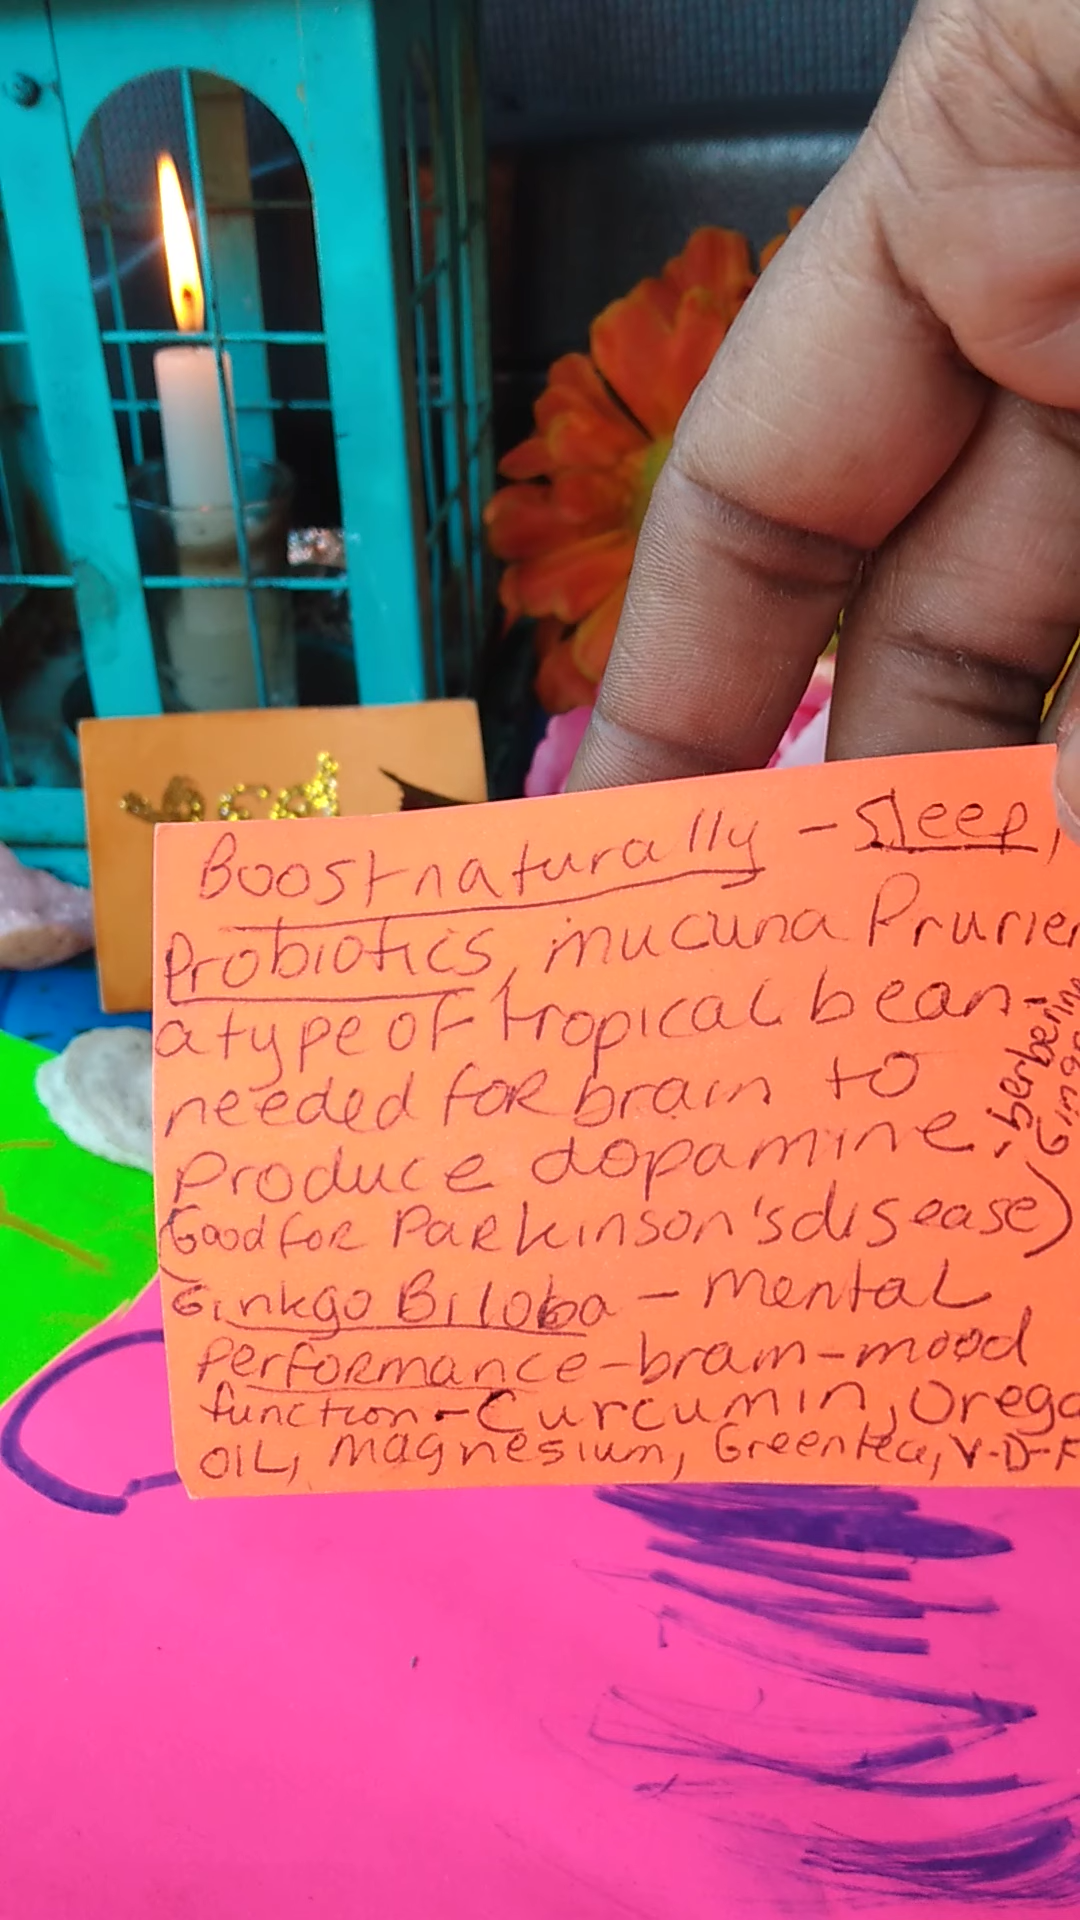 Boost naturally - Sleep,
Probiotics, mucuna Prurien
a type of tropical bean-
needed for brain to
Produce dopamine.
(Good for Parkinson's disease)
Ginkgo Biloba - mental
Performance - brain - mood
function - Curcumin, Orega
OIL, Magnesium, Green tea, V-D-F
- berberine